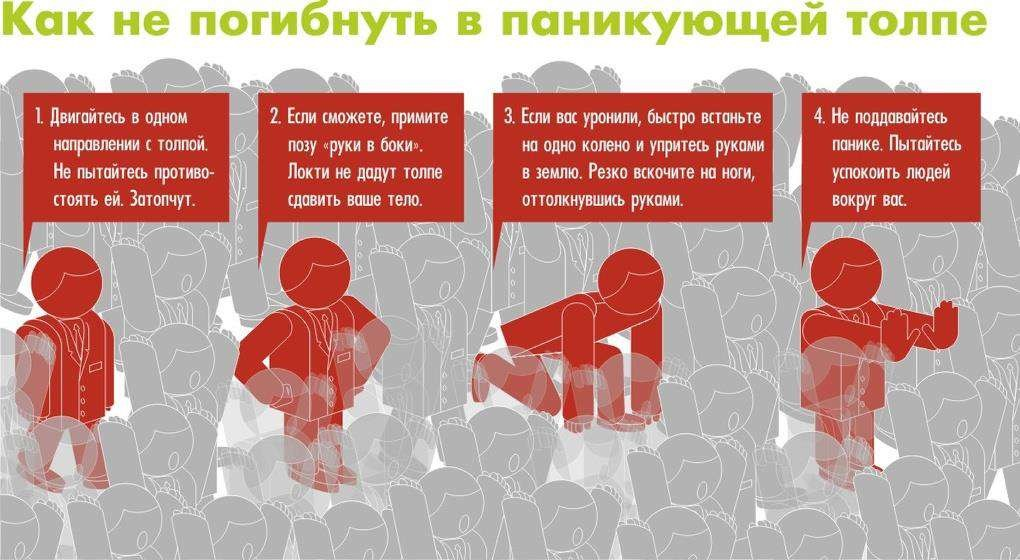 Как не погибнуть в паникующей толпе
1. Двигайтесь в одном
направлении с толпой.
Не пытайтесь противо-
стоять ей. Затопчут.
2. Если сможете, примите
позу «руки в боки».
Локти не дадут толпе
сдавить ваше тело.
3. Если вас уронили, быстро встаньте
на одно колено и упритесь руками
в землю. Резко вскочите на ноги,
оттолкнувшись руками.
4. Не поддавайтесь
панике. Пытайтесь
успокоить людей
вокруг вас.